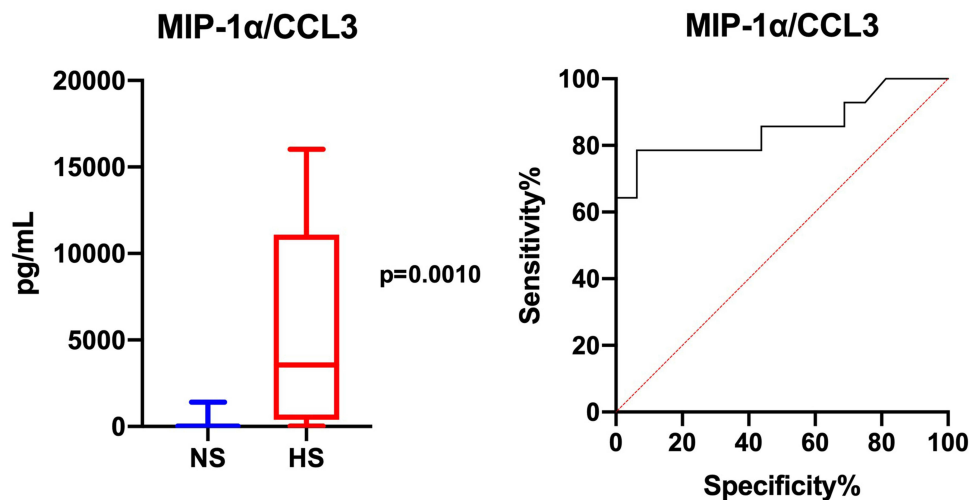 MIP-1α/CCL3
20000
15000
10000
5000
0
pg/mL
NS
HS
p=0.0010
MIP-1α/CCL3
100
80
60
40
20
0
Sensitivity%
0
20
40
60
80
100
Specificity%